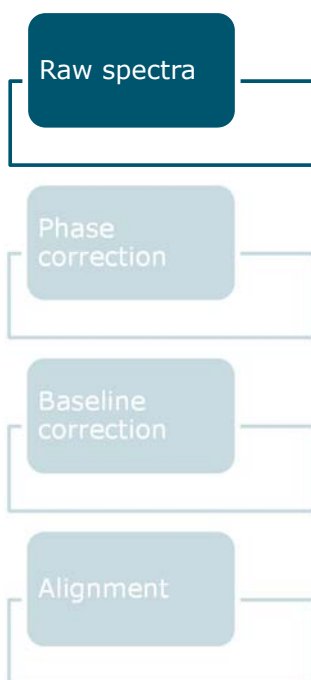 Raw spectra
Phase
correction
Baseline
correction
Alignment